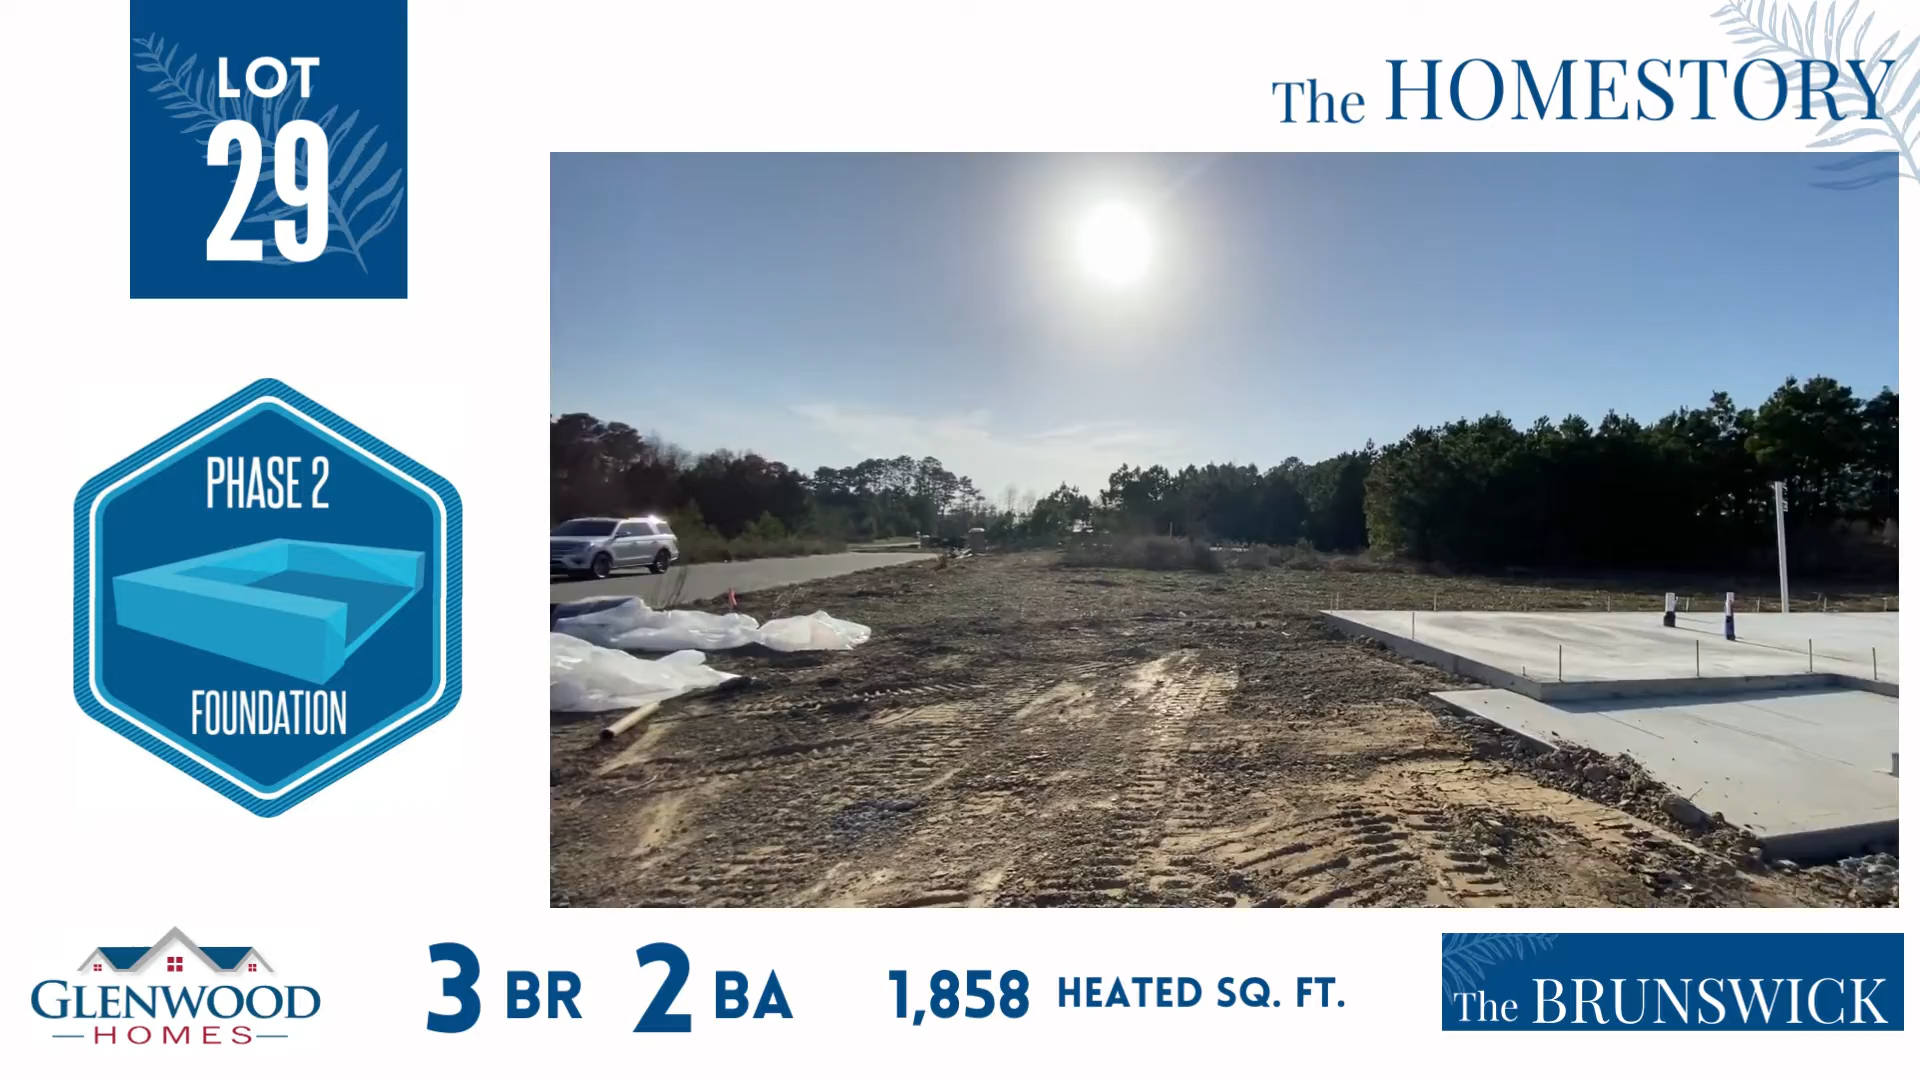 LOT
29
The HOMESTORY
PHASE 2
FOUNDATION
GLENWOOD
HOMES
3 BR 2 BA 1,858 HEATED SQ. FT.
The BRUNSWICK